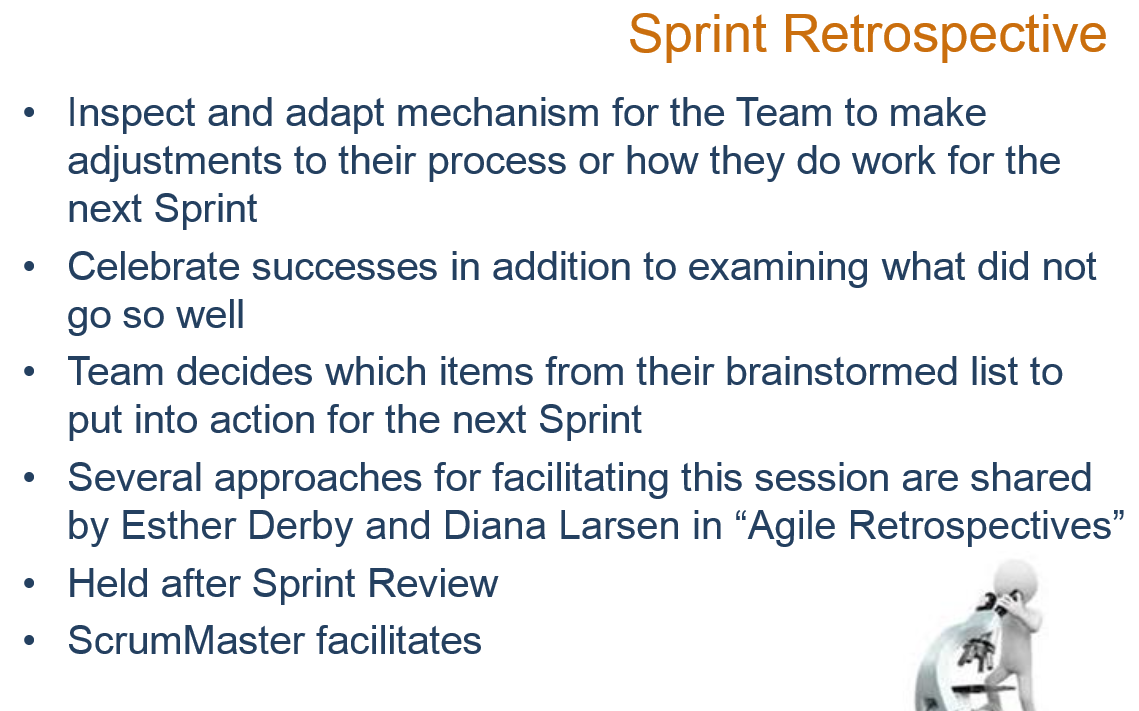 Sprint Retrospective
• Inspect and adapt mechanism for the Team to make
adjustments to their process or how they do work for the
next Sprint
• Celebrate successes in addition to examining what did not
go so well
• Team decides which items from their brainstormed list to
put into action for the next Sprint
• Several approaches for facilitating this session are shared
by Esther Derby and Diana Larsen in “Agile Retrospectives”
• Held after Sprint Review
• ScrumMaster facilitates